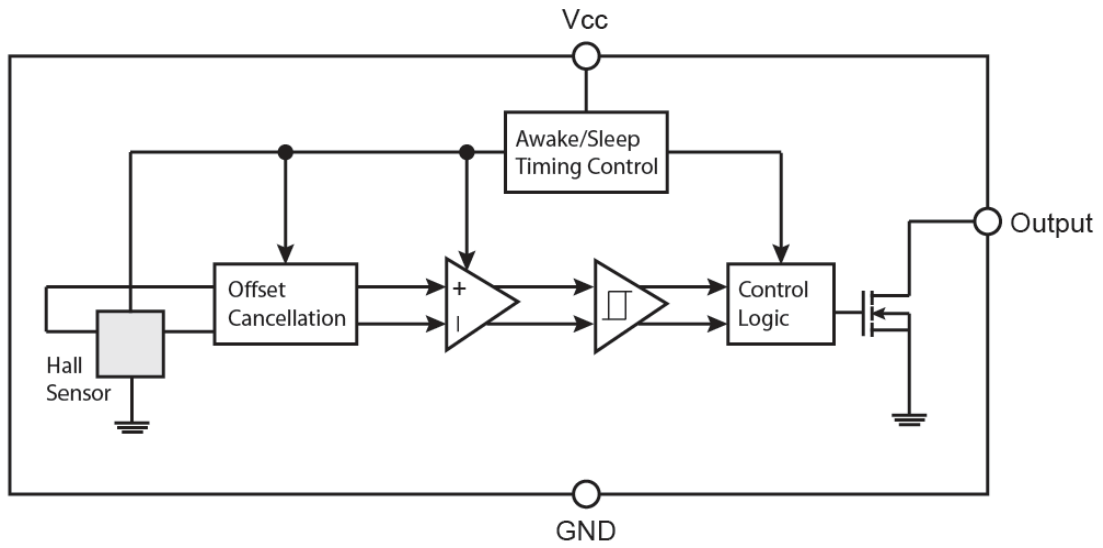 Vcc
Awake/Sleep
Timing Control
Output
Offset
Cancellation
+
I
Control
Logic
Hall
Sensor
GND